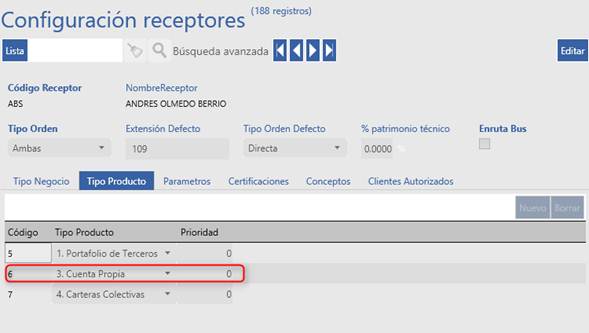 Configuración receptores (188 registros)
Lista Búsqueda avanzada Editar
Código Receptor NombreReceptor
ABS ANDRES OLMEDO BERRIO
Tipo Orden Extensión Defecto Tipo Orden Defecto % patrimonio técnico Enruta Bus
Ambas 109 Directa 0.0000 %
Tipo Negocio Tipo Producto Parametros Certificaciones Conceptos Clientes Autorizados
Nuevo Borrar
Código Tipo Producto Prioridad
5 1. Portafolio de Terceros 0
6 3. Cuenta Propia 0
7 4. Carteras Colectivas 0